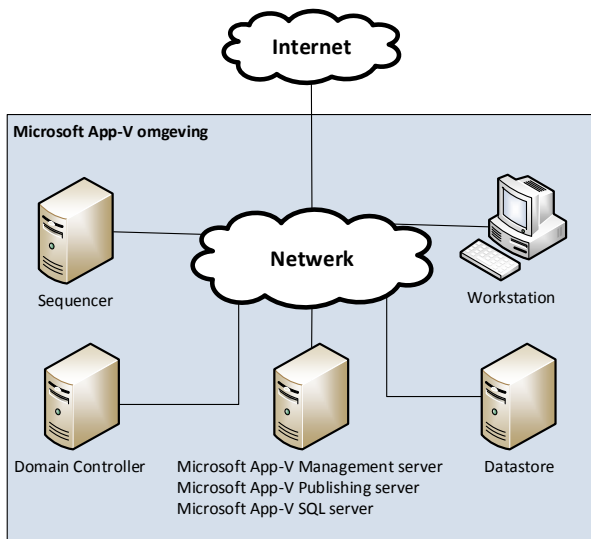 Internet
Microsoft App-V omgeving
Netwerk
Sequencer
Workstation
Domain Controller
Microsoft App-V Management server
Microsoft App-V Publishing server
Microsoft App-V SQL server
Datastore